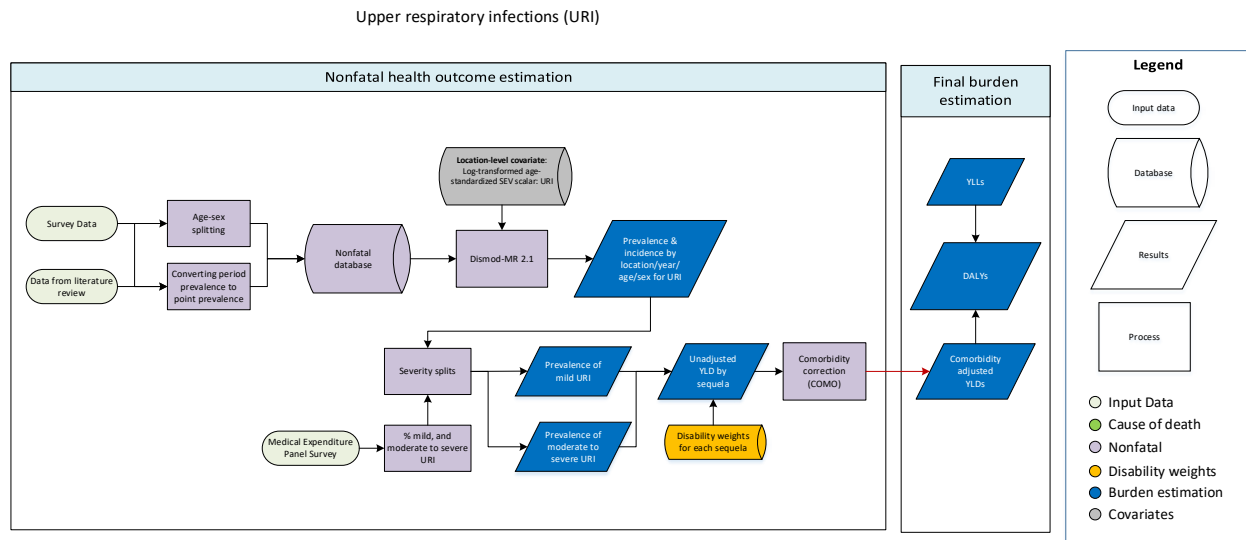 Upper respiratory infections (URI)
Nonfatal health outcome estimation
Survey Data
Data from literature
review
Age-sex
splitting
Converting period
prevalence to
point prevalence
Nonfatal
database
Location-level covariate:
Log-transformed age-
standardized SEV scalar: URI
Dismod-MR 2.1
Prevalence &
incidence by
location/year/
age/sex for URI
Severity splits
Medical Expenditure
Panel Survey
% mild, and
moderate to severe
URI
Prevalence of
mild URI
Prevalence of
moderate to
severe URI
Unadjusted
YLD by
sequela
Disability weights
for each sequela
Comorbidity
correction
(COMO)
Final burden
estimation
YLLs
DALYs
Comorbidity
adjusted
YLDs
Legend
Input data
Database
Results
Process
Input Data
Cause of death
Nonfatal
Disability weights
Burden estimation
Covariates